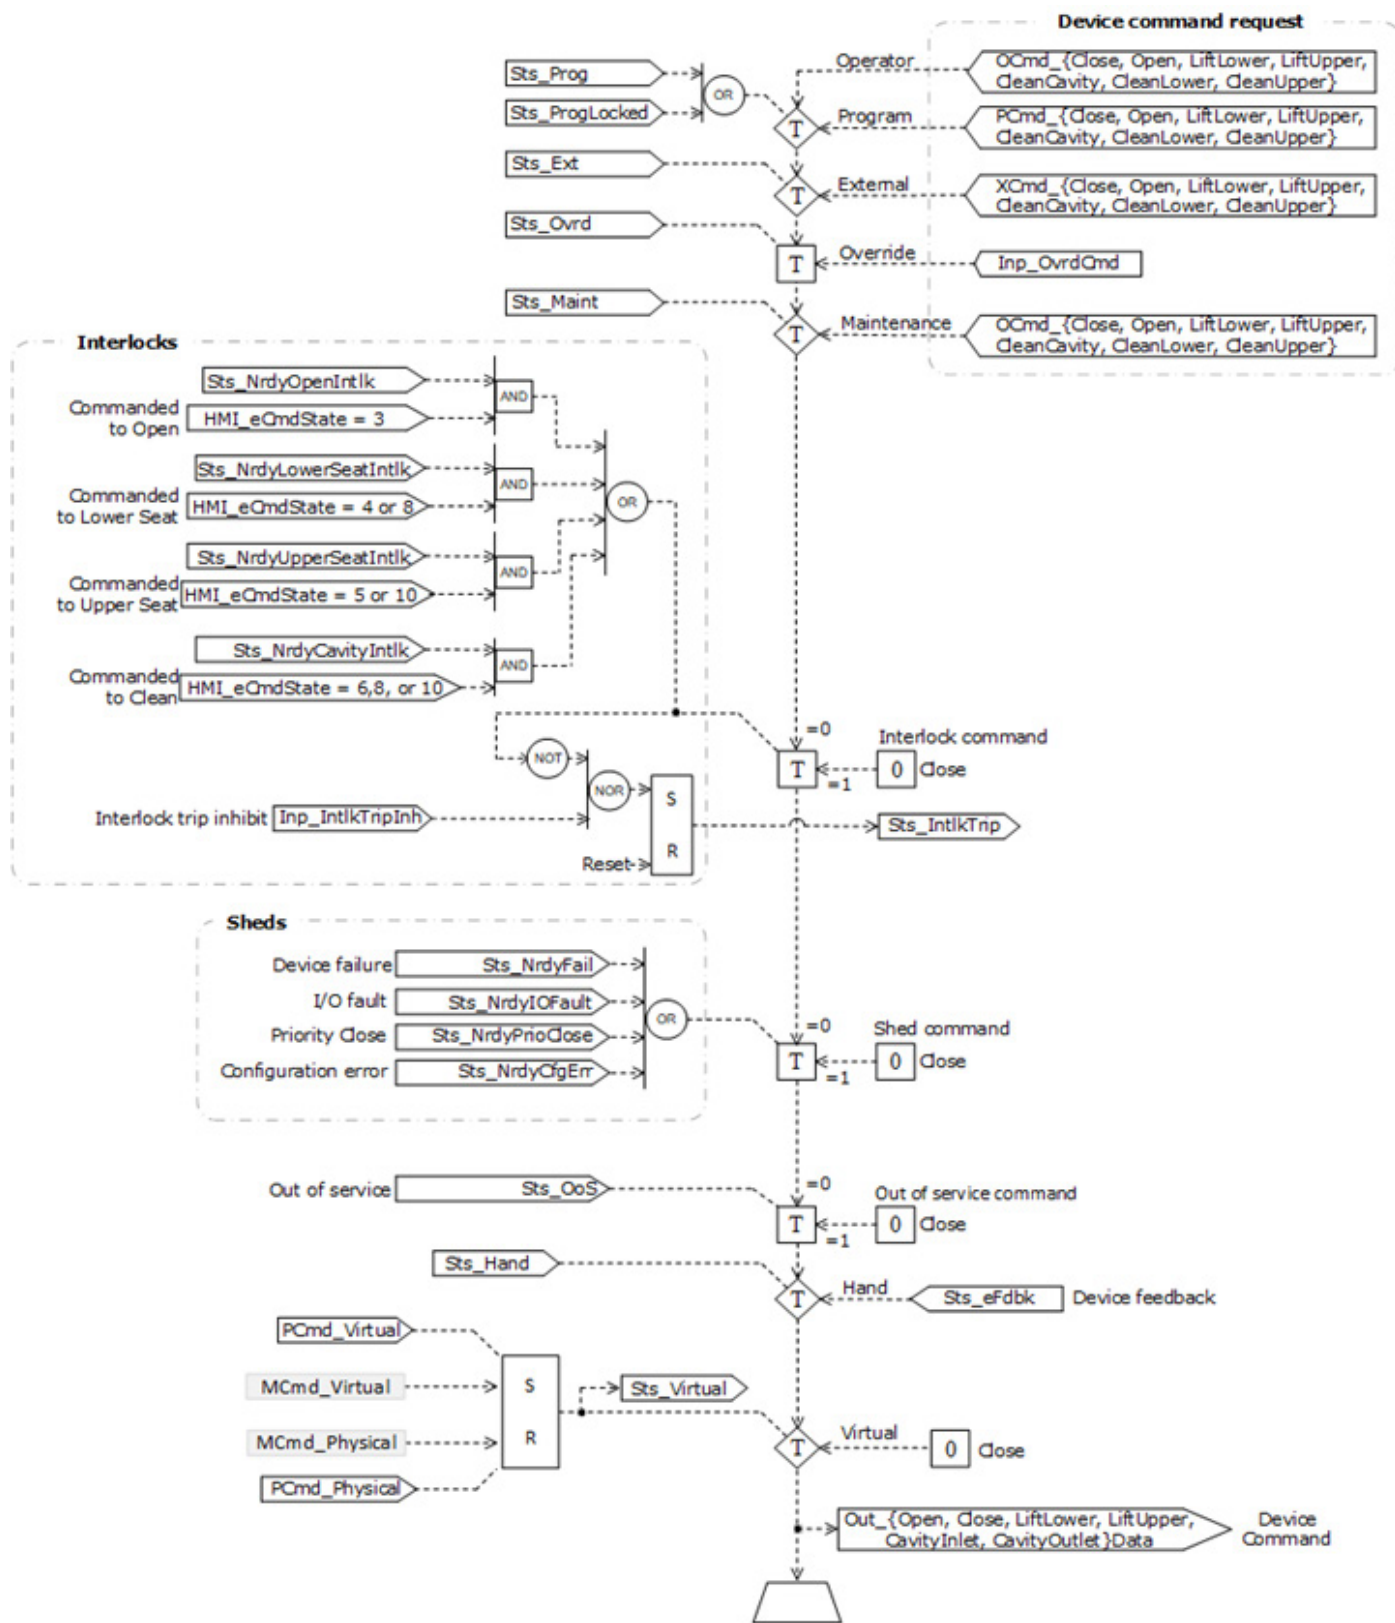 Device command request
Operator
OCmd_{Close, Open, LiftLower, LiftUpper,
CleanCavity, CleanLower, CleanUpper}
Sts_Prog
OR
Sts_ProgLocked
T
Program
PCmd_{Close, Open, LiftLower, LiftUpper,
CleanCavity, CleanLower, CleanUpper}
Sts_Ext
T
External
XCmd_{Close, Open, LiftLower, LiftUpper,
CleanCavity, CleanLower, CleanUpper}
Sts_Ovrd
T
Override
Inp_OvrdCmd
Sts_Maint
T
Maintenance
OCmd_{Close, Open, LiftLower, LiftUpper,
CleanCavity, CleanLower, CleanUpper}
Interlocks
Sts_NrdyOpenIntlk
AND
Commanded
to Open
HMI_eCmdState = 3
Sts_NrdyLowerSeatIntlk
AND
Commanded
to Lower Seat
HMI_eCmdState = 4 or 8
OR
Sts_NrdyUpperSeatIntlk
AND
Commanded
to Upper Seat
HMI_eCmdState = 5 or 10
Sts_NrdyCavityIntlk
AND
Commanded
to Clean
HMI_eCmdState = 6,8, or 10
=0
Interlock command
NOT
T
0
Close
=1
NOR
S
R
Interlock trip inhibit
Inp_IntlkTripInh
Sts_IntlkTrip
Reset
Sheds
Device failure
Sts_NrdyFail
I/O fault
Sts_NrdyIOFault
OR
Priority Close
Sts_NrdyPrioClose
Configuration error
Sts_NrdyCfgErr
=0
Shed command
T
0
Close
=1
Out of service
Sts_OoS
=0
Out of service command
T
0
Close
=1
Sts_Hand
T
Hand
Sts_eFdbk
Device feedback
PCmd_Virtual
MCmd_Virtual
S
Sts_Virtual
MCmd_Physical
R
PCmd_Physical
T
Virtual
0
Close
Out_{Open, Close, LiftLower, LiftUpper,
CavityInlet, CavityOutlet}Data
Device
Command